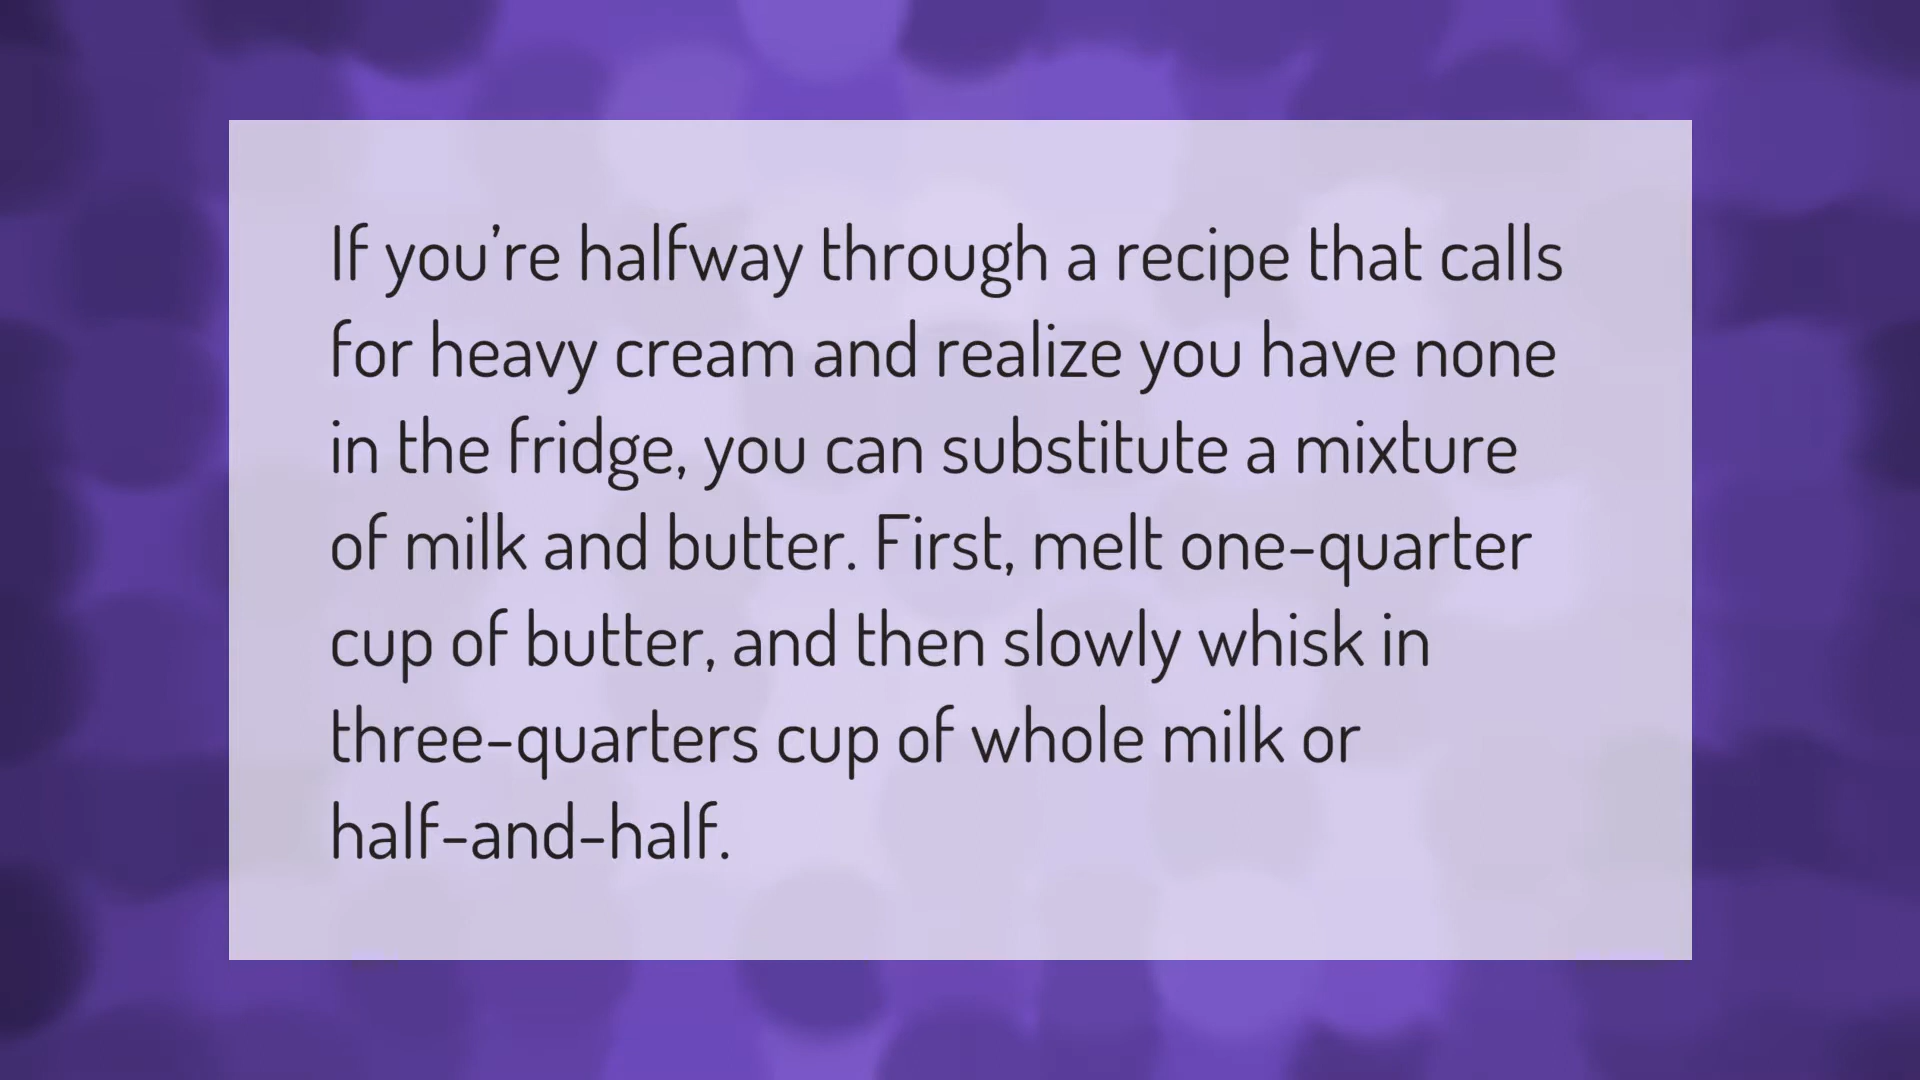 If you’re halfway through a recipe that calls
for heavy cream and realize you have none
in the fridge, you can substitute a mixture
of milk and butter. First, melt one-quarter
cup of butter, and then slowly whisk in
three-quarters cup of whole milk or
half-and-half.